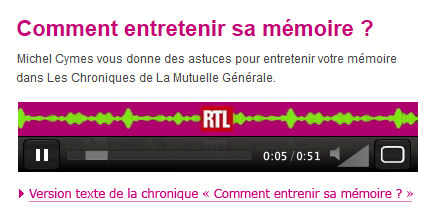 Comment entretenir sa mémoire ?
Michel Cymes vous donne des astuces pour entretenir votre mémoire
dans Les Chroniques de La Mutuelle Générale.
RTL
0:05 / 0:51
Version texte de la chronique « Comment entrenir sa mémoire ? »